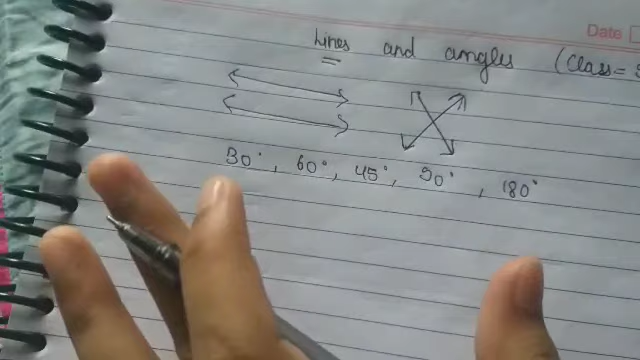 Date
Lines and angles (Class= 
30°, 60°, 45°, 90°, 180°